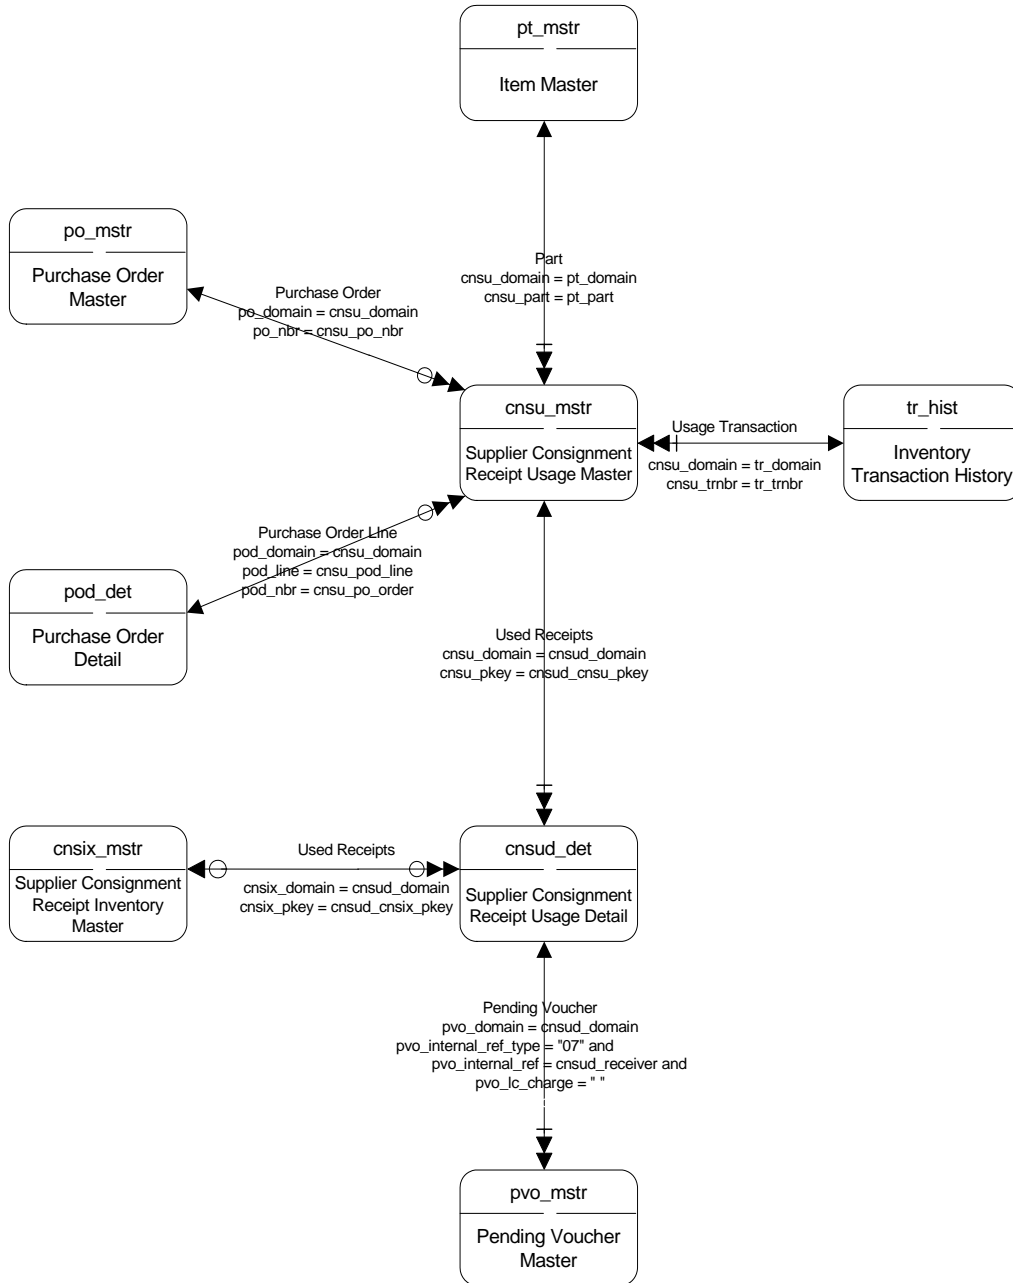 pt_mstr
Item Master
po_mstr
Purchase Order
Master
Part
cnsu_domain = pt_domain
cnsu_part = pt_part
Purchase Order
po_domain = cnsu_domain
po_nbr = cnsu_po_nbr
cnsu_mstr
Supplier Consignment
Receipt Usage Master
Usage Transaction
cnsu_domain = tr_domain
cnsu_trnbr = tr_trnbr
tr_hist
Inventory
Transaction History
Purchase Order LIne
pod_domain = cnsu_domain
pod_line = cnsu_pod_line
pod_nbr = cnsu_po_order
pod_det
Purchase Order
Detail
Used Receipts
cnsu_domain = cnsud_domain
cnsu_pkey = cnsud_cnsu_pkey
cnsix_mstr
Supplier Consignment
Receipt Inventory
Master
Used Receipts
cnsix_domain = cnsud_domain
cnsix_pkey = cnsud_cnsix_pkey
cnsud_det
Supplier Consignment
Receipt Usage Detail
Pending Voucher
pvo_domain = cnsud_domain
pvo_internal_ref_type = "07" and
pvo_internal_ref = cnsud_receiver and
pvo_lc_charge = " "
pvo_mstr
Pending Voucher
Master